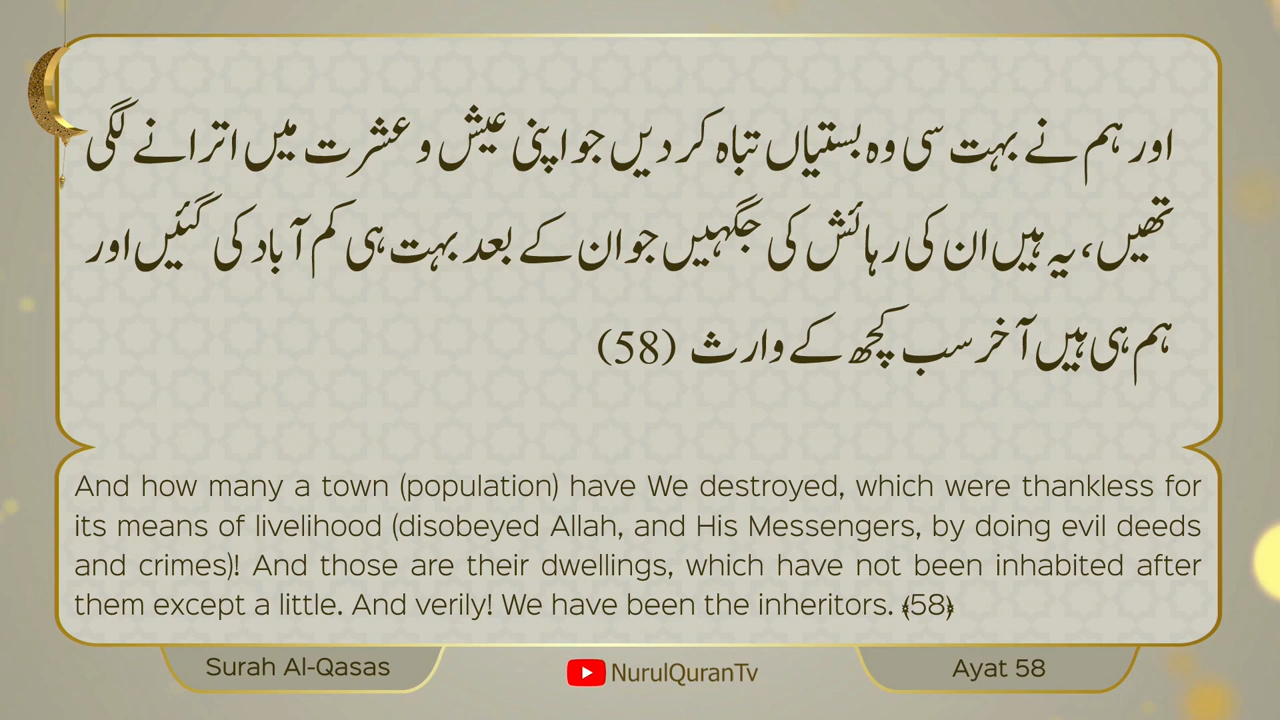 اور ہم نے بہت سی وہ بستیاں تباہ کر دیں جو اپنی عیش و عشرت میں اترانے لگی
تھیں، یہ ہیں ان کی رہائش کی جگہیں جو ان کے بعد بہت ہی کم آباد کی گئیں اور
ہم ہی ہیں آخر سب کچھ کے وارث (58)
And how many a town (population) have We destroyed, which were thankless for
its means of livelihood (disobeyed Allah, and His Messengers, by doing evil deeds
and crimes)! And those are their dwellings, which have not been inhabited after
them except a little. And verily! We have been the inheritors. ﴾58﴿
Surah Al-Qasas
NurulQuranTv
Ayat 58